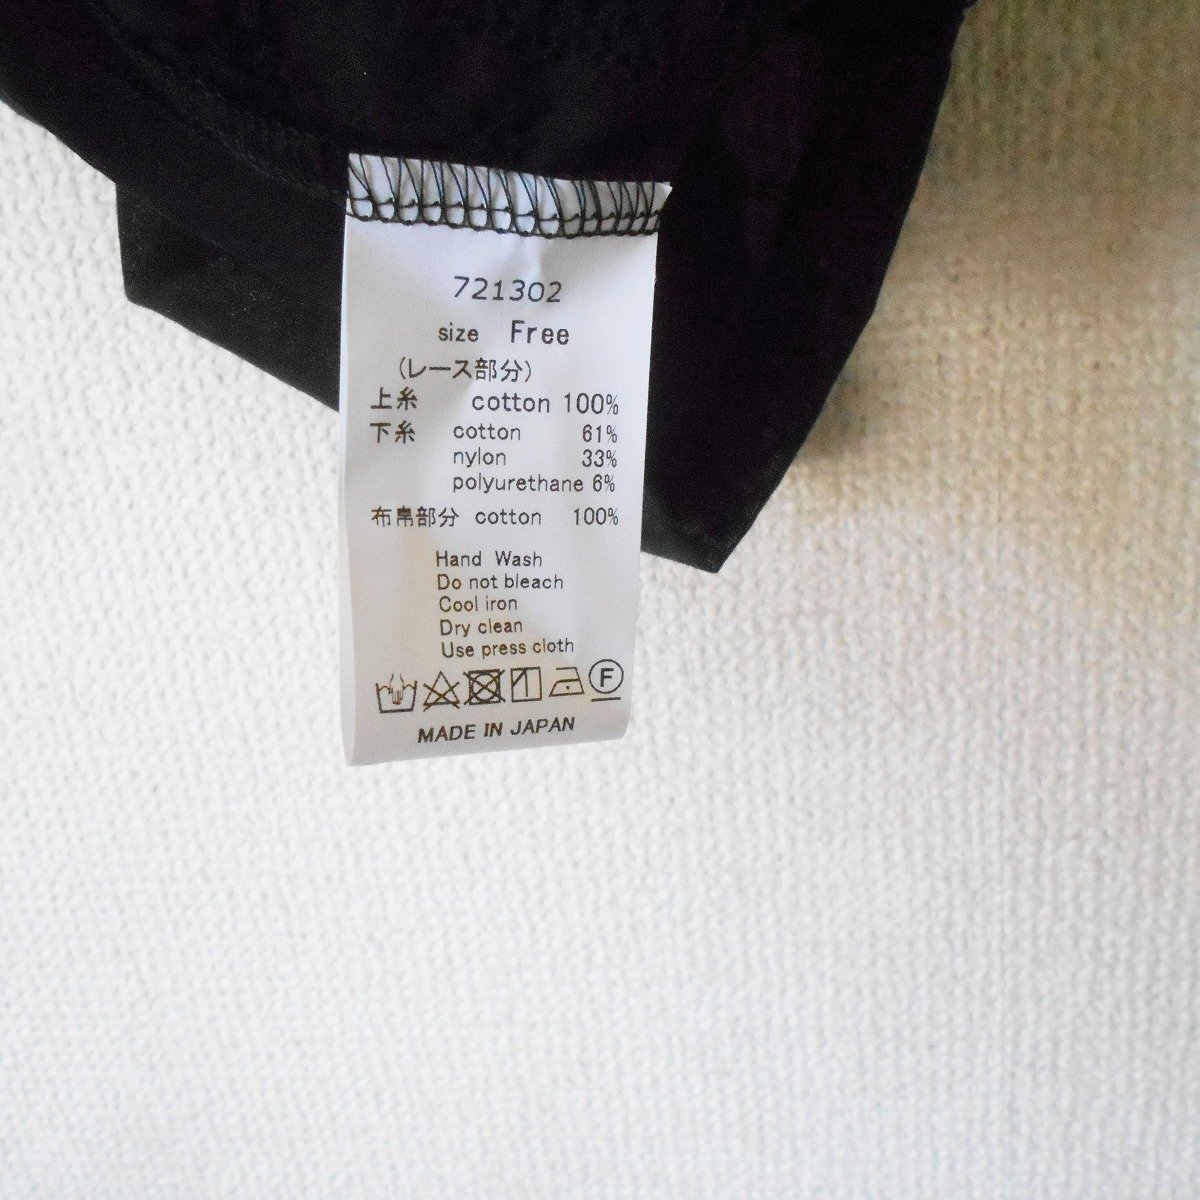 721302
size Free
(レース部分)
上糸 cotton 100%
下糸 cotton 61%
nylon 33%
polyurethane 6%
布帛部分 cotton 100%
Hand Wash
Do not bleach
Cool iron
Dry clean
Use press cloth
F
MADE IN JAPAN